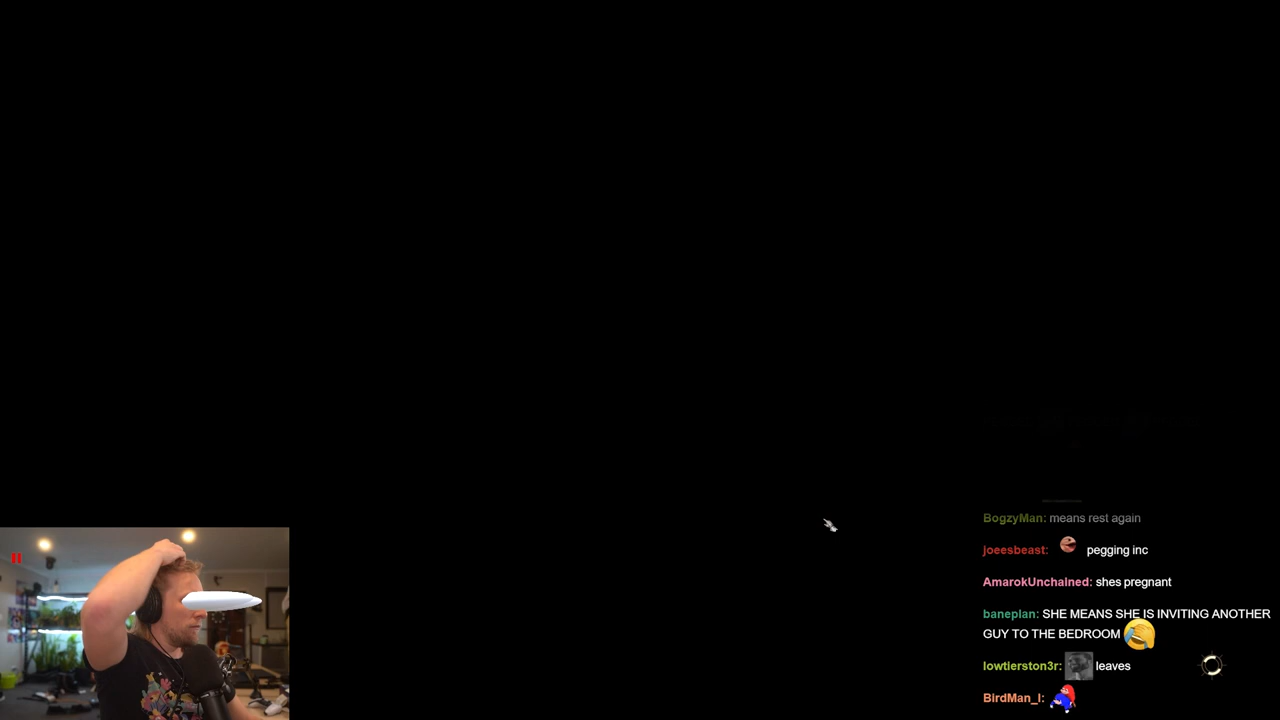 BogzyMan: means rest again
joeesbeast: pegging inc
AmarokUnchained: shes pregnant
baneplan: SHE MEANS SHE IS INVITING ANOTHER
GUY TO THE BEDROOM
lowtierston3r: leaves
BirdMan_I: